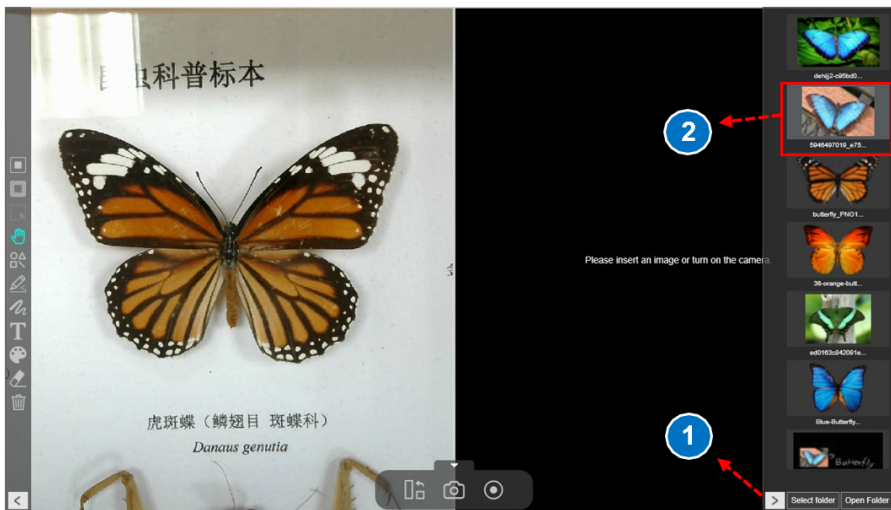 虫科普标本
虎斑蝶（鳞翅目 斑蝶科）
Danaus genutia
T
Please insert an image or turn on the camera.
2
1
dehijj2-c95bd0...
5946497019_e75...
butterfly_PNG1...
36-orange-butt...
ed0163c842091e...
Blue-Butterfly...
Butterfly
Select folder
Open Folder